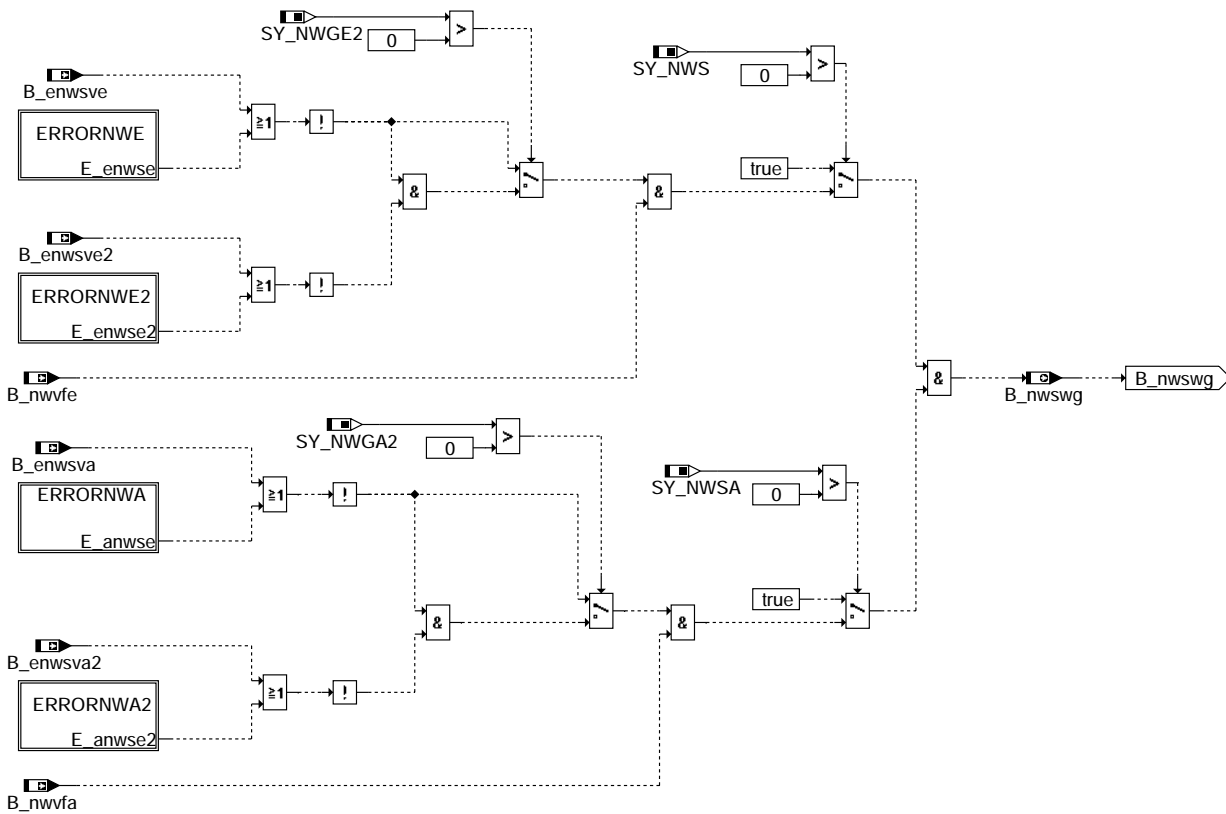 SY_NWGE2
0
>
SY_NWS
0
>
B_enwsve
ERRORNWE
E_enwse
≧1
!
&
true
&
B_enwsve2
ERRORNWE2
E_enwse2
≧1
!
B_nwvfe
&
B_nwswg
B_nwswg
SY_NWGA2
0
>
B_enwsva
ERRORNWA
E_anwse
≧1
!
SY_NWSA
0
>
&
true
&
B_enwsva2
ERRORNWA2
E_anwse2
≧1
!
B_nwvfa